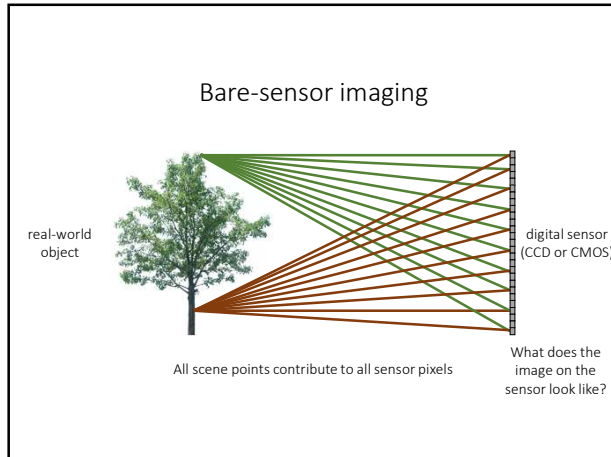 Bare-sensor imaging
real-world
object
digital sensor
(CCD or CMOS)
All scene points contribute to all sensor pixels
What does the
image on the
sensor look like?